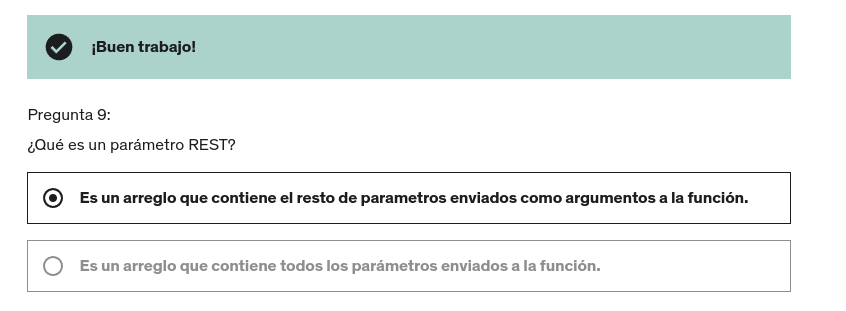 ¡Buen trabajo!
Pregunta 9:
¿Qué es un parámetro REST?
Es un arreglo que contiene el resto de parametros enviados como argumentos a la función.
Es un arreglo que contiene todos los parámetros enviados a la función.